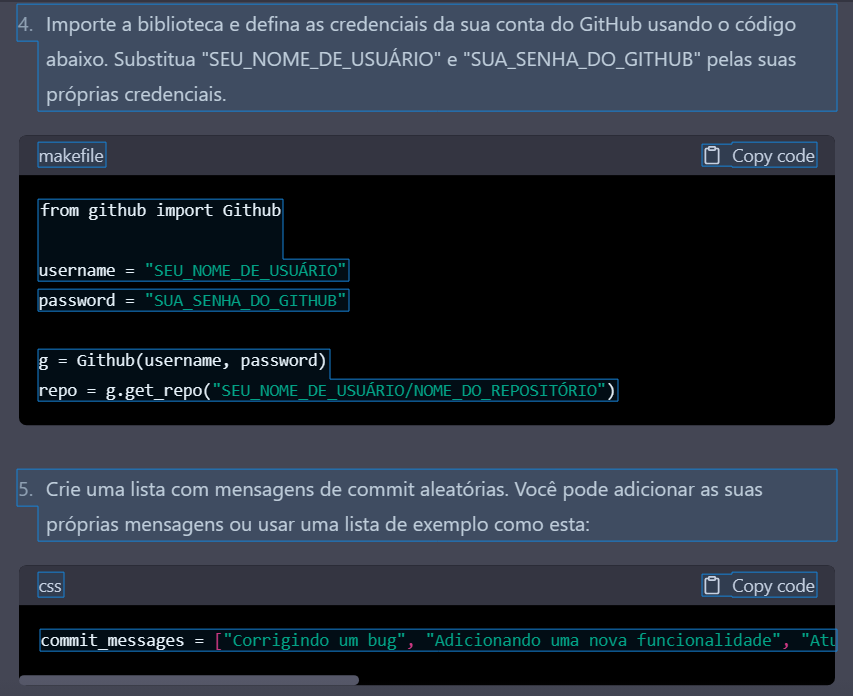 4. Importe a biblioteca e defina as credenciais da sua conta do GitHub usando o código
abaixo. Substitua "SEU_NOME_DE_USUÁRIO" e "SUA_SENHA_DO_GITHUB" pelas suas
próprias credenciais.
makefile
Copy code
from github import Github
username = "SEU_NOME_DE_USUÁRIO"
password = "SUA_SENHA_DO_GITHUB"
g = Github(username, password)
repo = g.get_repo("SEU_NOME_DE_USUÁRIO/NOME_DO_REPOSITÓRIO")
5. Crie uma lista com mensagens de commit aleatórias. Você pode adicionar as suas
próprias mensagens ou usar uma lista de exemplo como esta:
css
Copy code
commit_messages = ["Corrigindo um bug", "Adicionando uma nova funcionalidade", "Atu